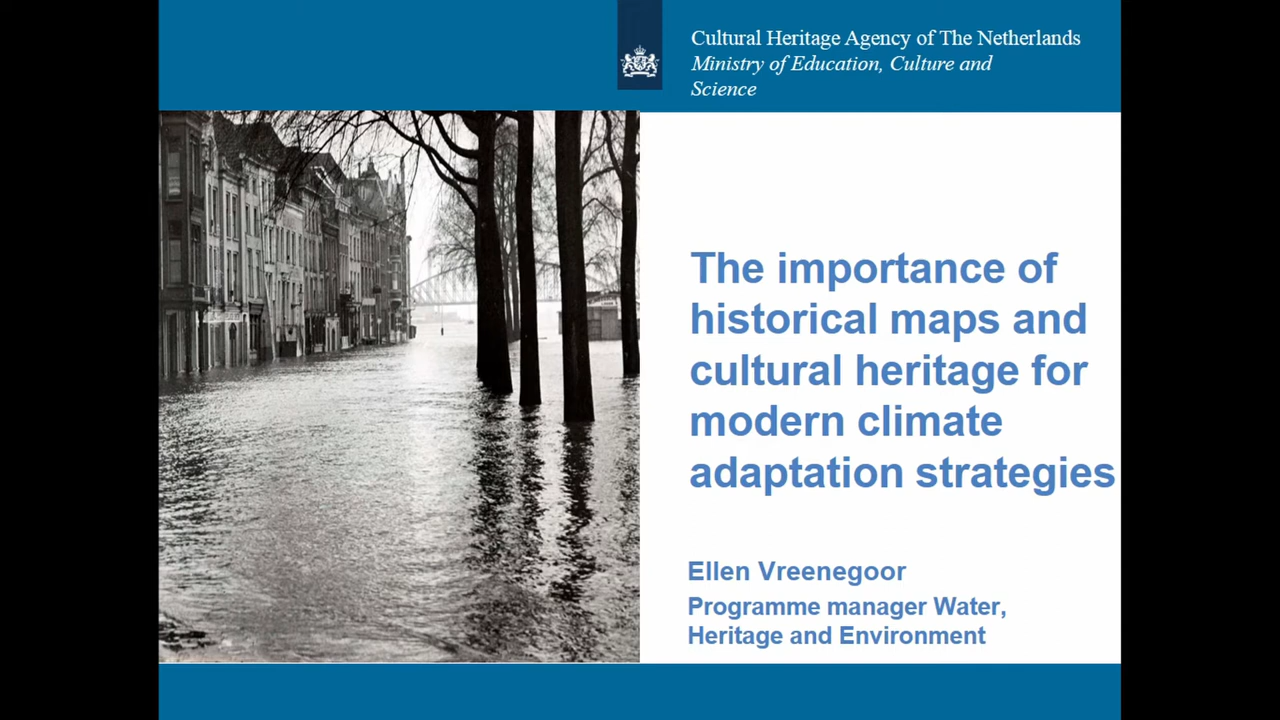 Cultural Heritage Agency of The Netherlands
Ministry of Education, Culture and
Science
The importance of
historical maps and
cultural heritage for
modern climate
adaptation strategies
Ellen Vreenegoor
Programme manager Water,
Heritage and Environment